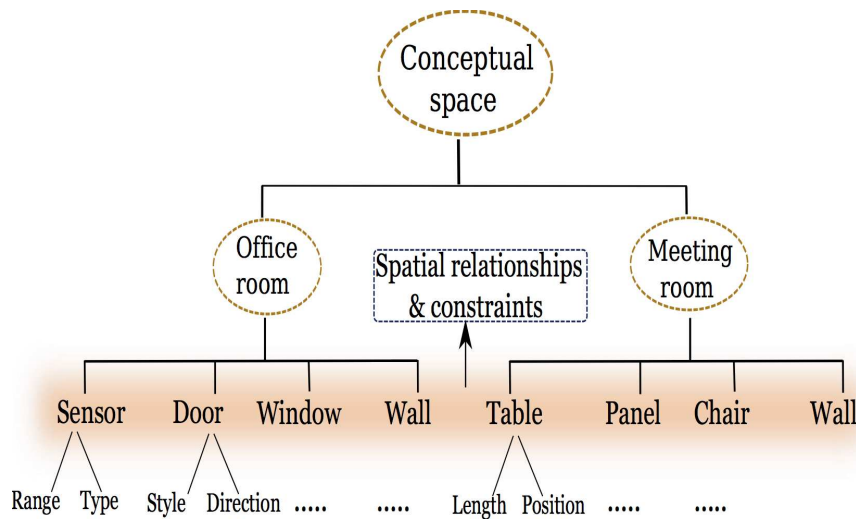 Conceptual
space
Office
room
Spatial relationships
& constraints
Meeting
room
Sensor Door Window Wall Table Panel Chair Wall
Range Type Style Direction ..... ..... Length Position ..... .....